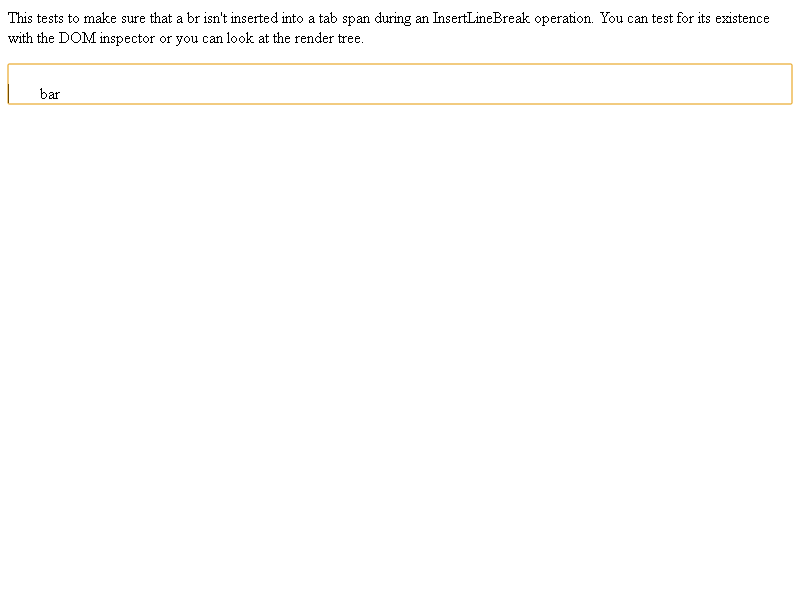 This tests to make sure that a br isn't inserted into a tab span during an InsertLineBreak operation. You can test for its existence
with the DOM inspector or you can look at the render tree.
bar